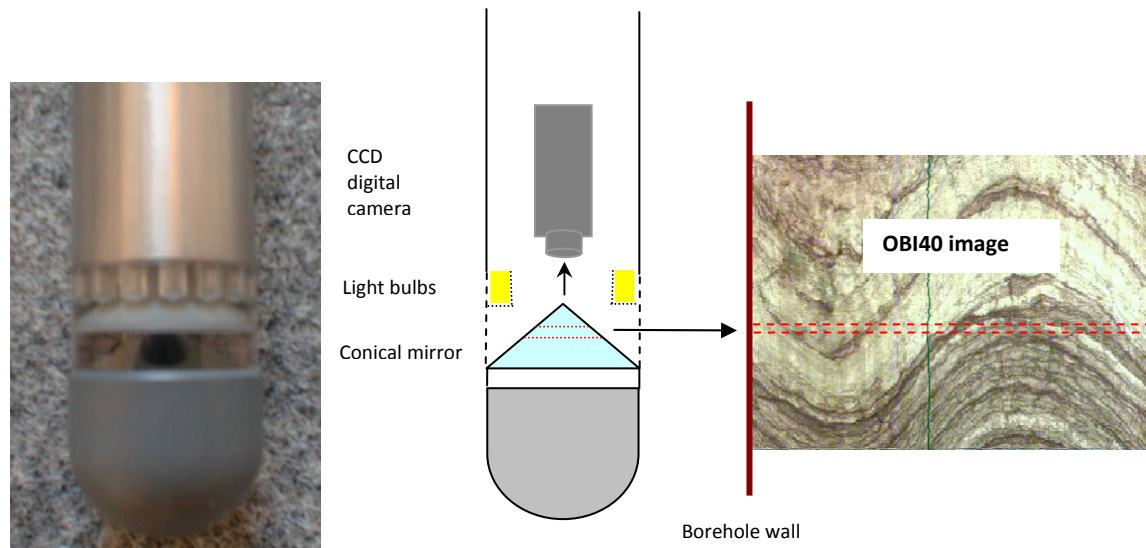 CCD
digital
camera
Light bulbs
Conical mirror
OBI40 image
Borehole wall